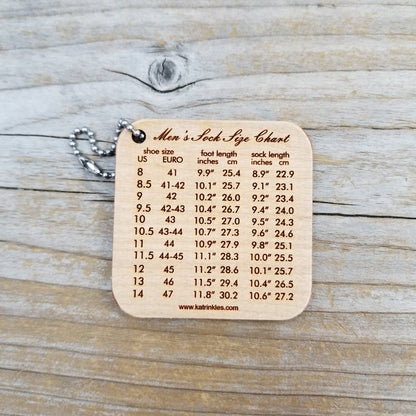 Men's Sock Size Chart
shoe size foot length sock length
US EURO inches cm inches cm
8 41 9.9" 25.4 8.9" 22.9
8.5 41-42 10.1" 25.7 9.1" 23.1
9 42 10.2" 26.0 9.2" 23.4
9.5 42-43 10.4" 26.7 9.4" 24.0
10 43 10.5" 27.0 9.5" 24.3
10.5 43-44 10.7" 27.3 9.6" 24.6
11 44 10.9" 27.9 9.8" 25.1
11.5 44-45 11.1" 28.3 10.0" 25.5
12 45 11.2" 28.6 10.1" 25.7
13 46 11.5" 29.4 10.4" 26.5
14 47 11.8" 30.2 10.6" 27.2
www.katrinkles.com